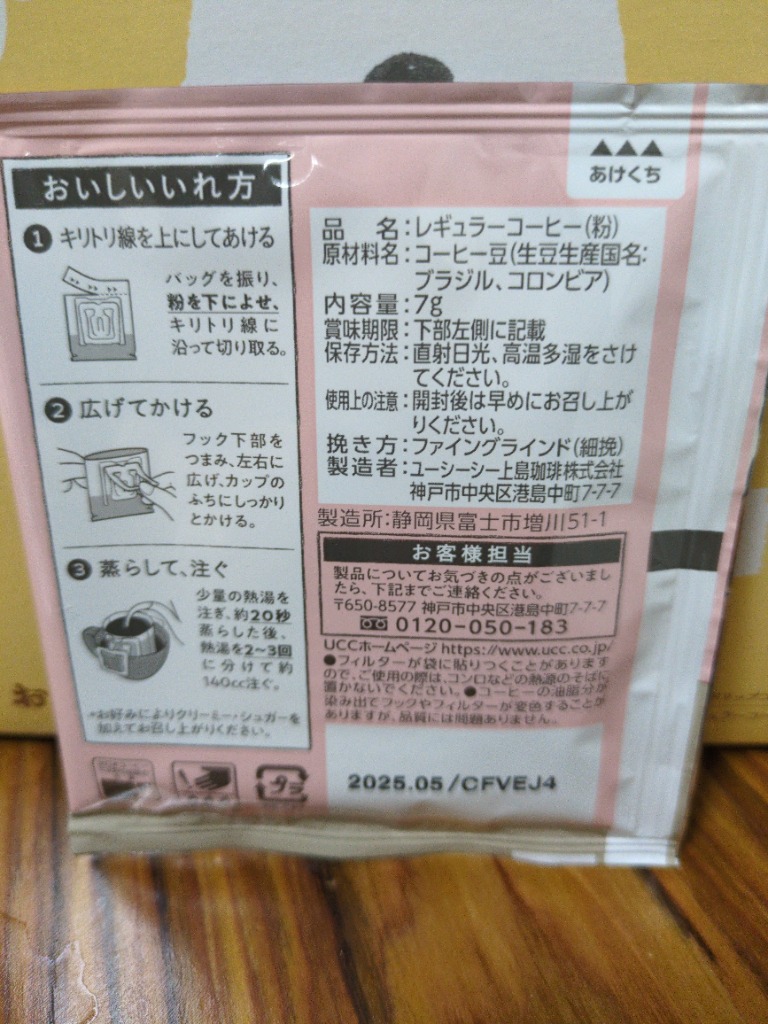 あけくち
おいしいいれ方
1 キリトリ線を上にしてあける
バッグを振り、
粉を下によせ、
キリトリ線に
沿って切り取る。
2 広げてかける
フック下部を
つまみ、左右に
広げ、カップの
ふちにしっかり
とかける。
3 蒸らして、注ぐ
少量の熱湯を
注ぎ、約20秒
蒸らした後、
熱湯を2~3回
に分けて約
140cc注ぐ。
*お好みによりクリーミー・シュガーを
加えてお召し上がりください。
品名:レギュラーコーヒー(粉)
原材料名:コーヒー豆(生豆生産国名:
ブラジル、コロンビア)
内容量:7g
賞味期限:下部左側に記載
保存方法:直射日光、高温多湿をさけ
てください。
使用上の注意:開封後は早めにお召し上が
りください。
挽き方:ファイングラインド(細挽)
製造者:ユーシーシー上島珈琲株式会社
神戸市中央区港島中町7-7-7
製造所:静岡県富士市増川51-1
お客様担当
製品についてお気づきの点がございまし
たら、下記までご連絡ください。
〒650-8577 神戸市中央区港島中町7-7-7
0120-050-183
UCCホームページ https://www.ucc.co.jp/
●フィルターが袋に貼りつくことがあります
ので、ご使用の際は、コンロなどの熱源のそばに
置かないでください。●コーヒーの油脂分が
染み出てフックやフィルターが変色することが
ありますが、品質には問題ありません。
プラ
2025.05/CFVEJ4
お